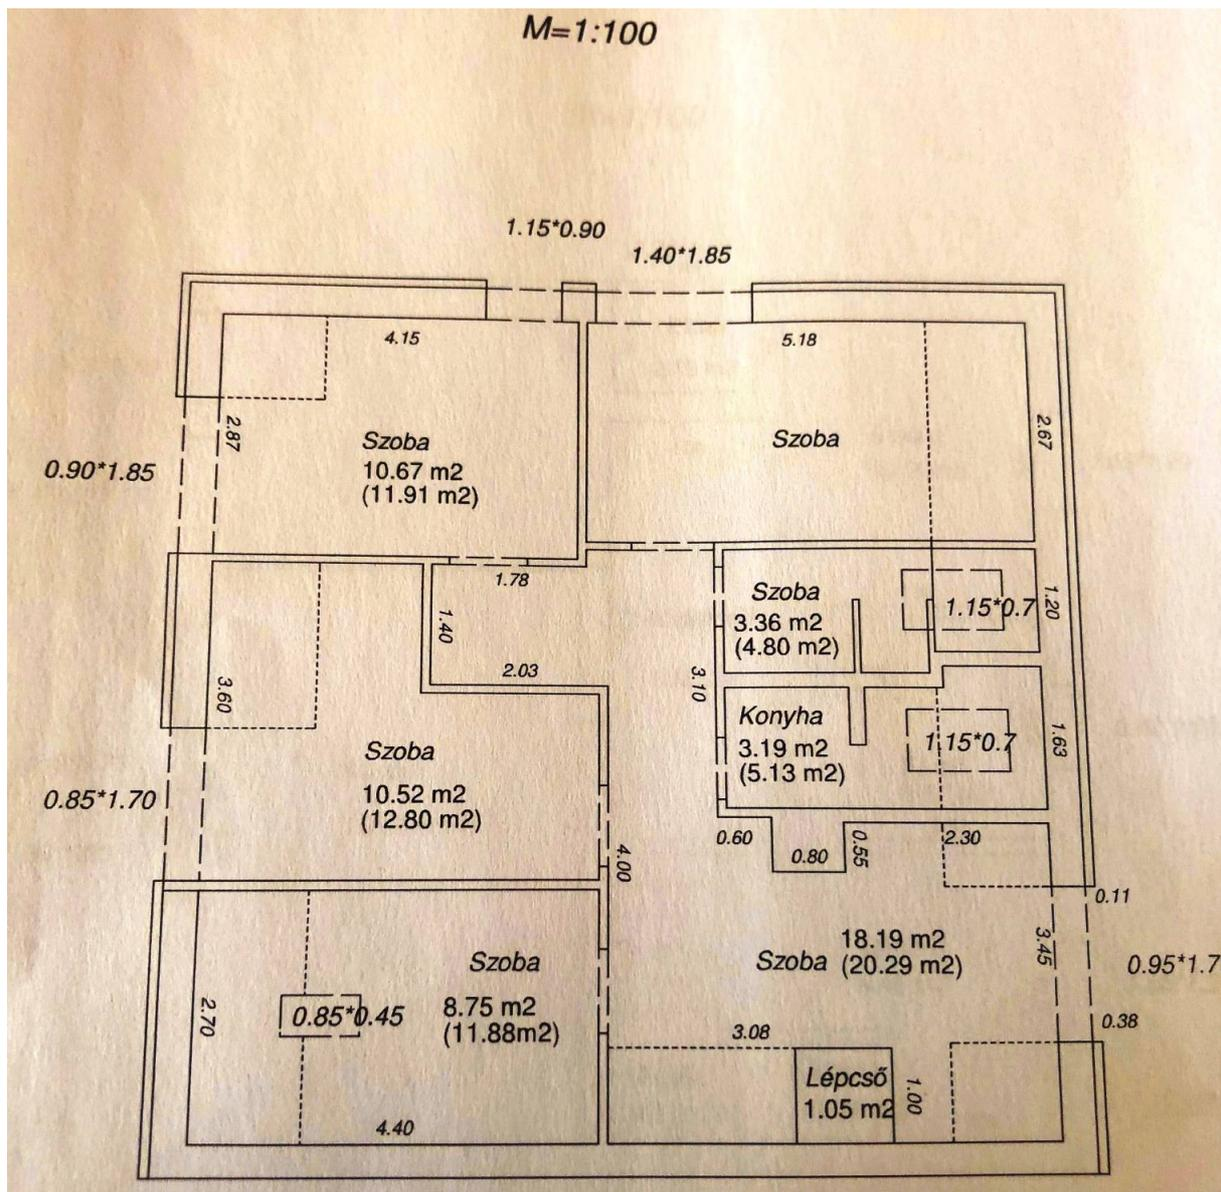 M=1:100
1.15*0.90
1.40*1.85
4.15
5.18
2.87
2.67
Szoba
10.67 m2
(11.91 m2)
Szoba
0.90*1.85
1.78
1.40
2.03
Szoba
3.36 m2
(4.80 m2)
1.15*0.7
1.20
3.10
3.60
Konyha
3.19 m2
(5.13 m2)
1.15*0.7
1.63
Szoba
10.52 m2
(12.80 m2)
0.85*1.70
0.60
0.80
0.55
2.30
4.00
0.11
Szoba
18.19 m2
(20.29 m2)
3.45
0.95*1.7
Szoba
8.75 m2
(11.88m2)
0.85*0.45
2.70
0.38
3.08
Lépcső
1.05 m2
1.00
4.40